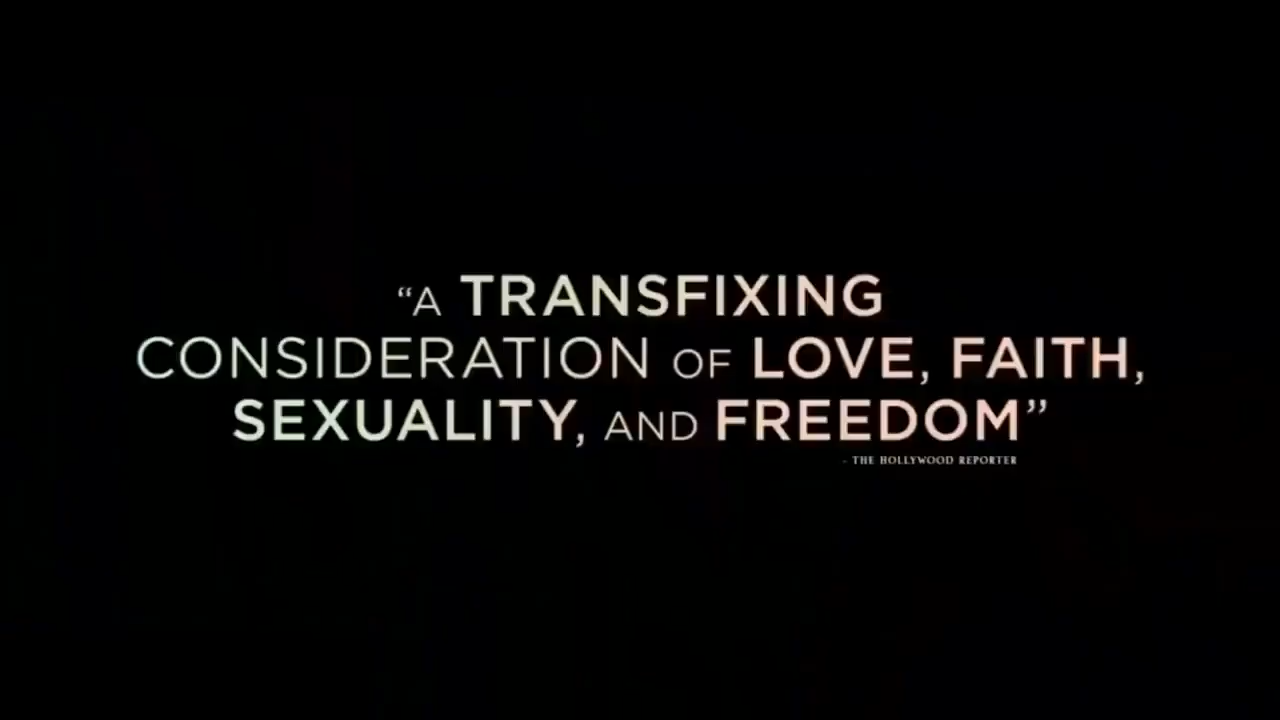 “A TRANSFIXING
CONSIDERATION OF LOVE, FAITH,
SEXUALITY, AND FREEDOM”
- THE HOLLYWOOD REPORTER